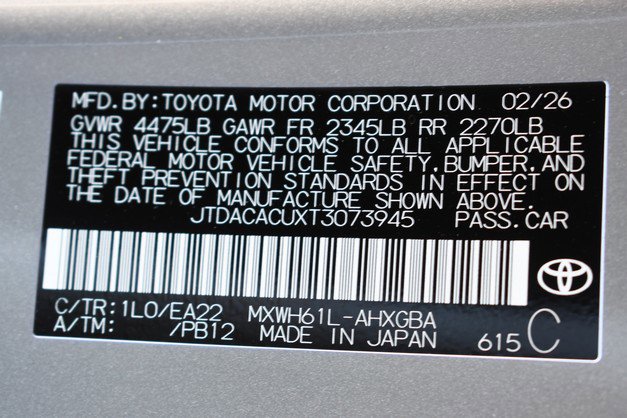 MFD.BY:TOYOTA MOTOR CORPORATION 02/26
GVWR 4475LB GAWR FR 2345LB RR 2270LB
THIS VEHICLE CONFORMS TO ALL APPLICABLE
FEDERAL MOTOR VEHICLE SAFETY,BUMPER,AND
THEFT PREVENTION STANDARDS IN EFFECT ON
THE DATE OF MANUFACTURE SHOWN ABOVE.
JTDACACUXT3073945 PASS.CAR
C/TR:1L0/EA22 MXWH61L-AHXGBA
A/TM: /PB12 MADE IN JAPAN 615 C